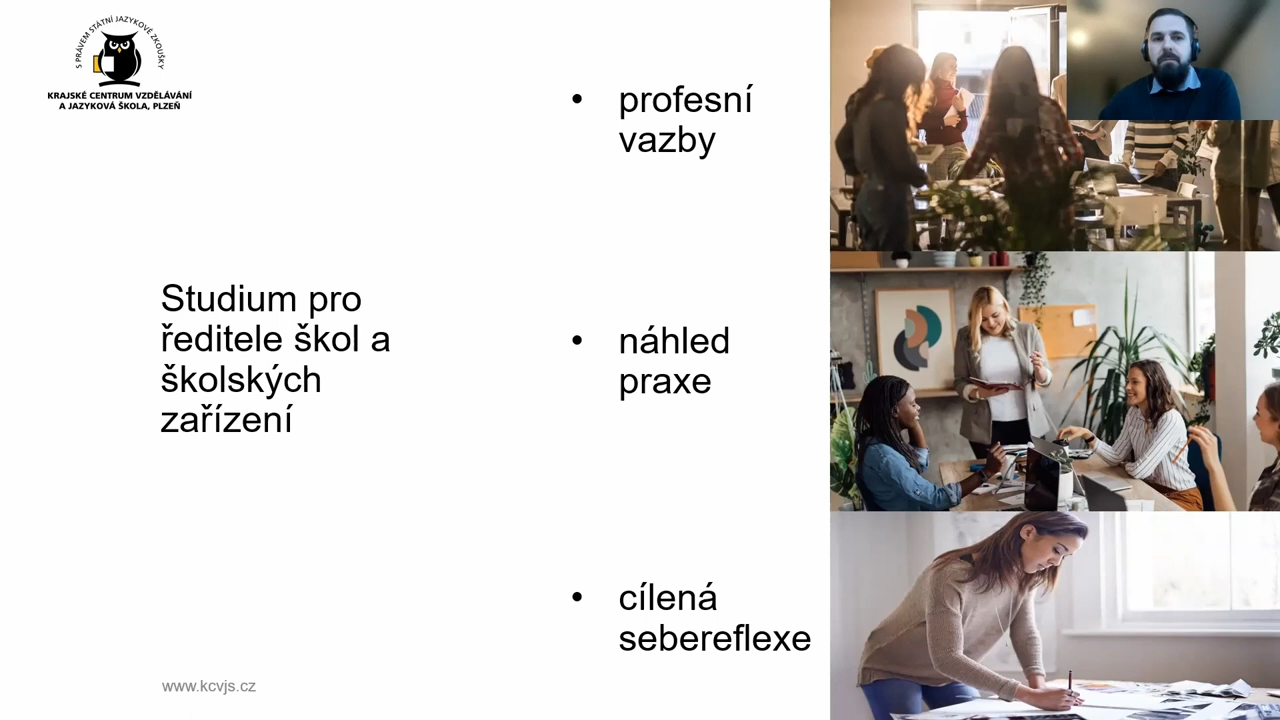 S PRÁVEM STÁTNÍ JAZYKOVÉ ZKOUŠKY
KRAJSKÉ CENTRUM VZDĚLÁVÁNÍ
A JAZYKOVÁ ŠKOLA, PLZEŇ
Studium pro
ředitele škol a
školských
zařízení
• profesní
vazby
• náhled
praxe
• cílená
sebereflexe
www.kcvjs.cz